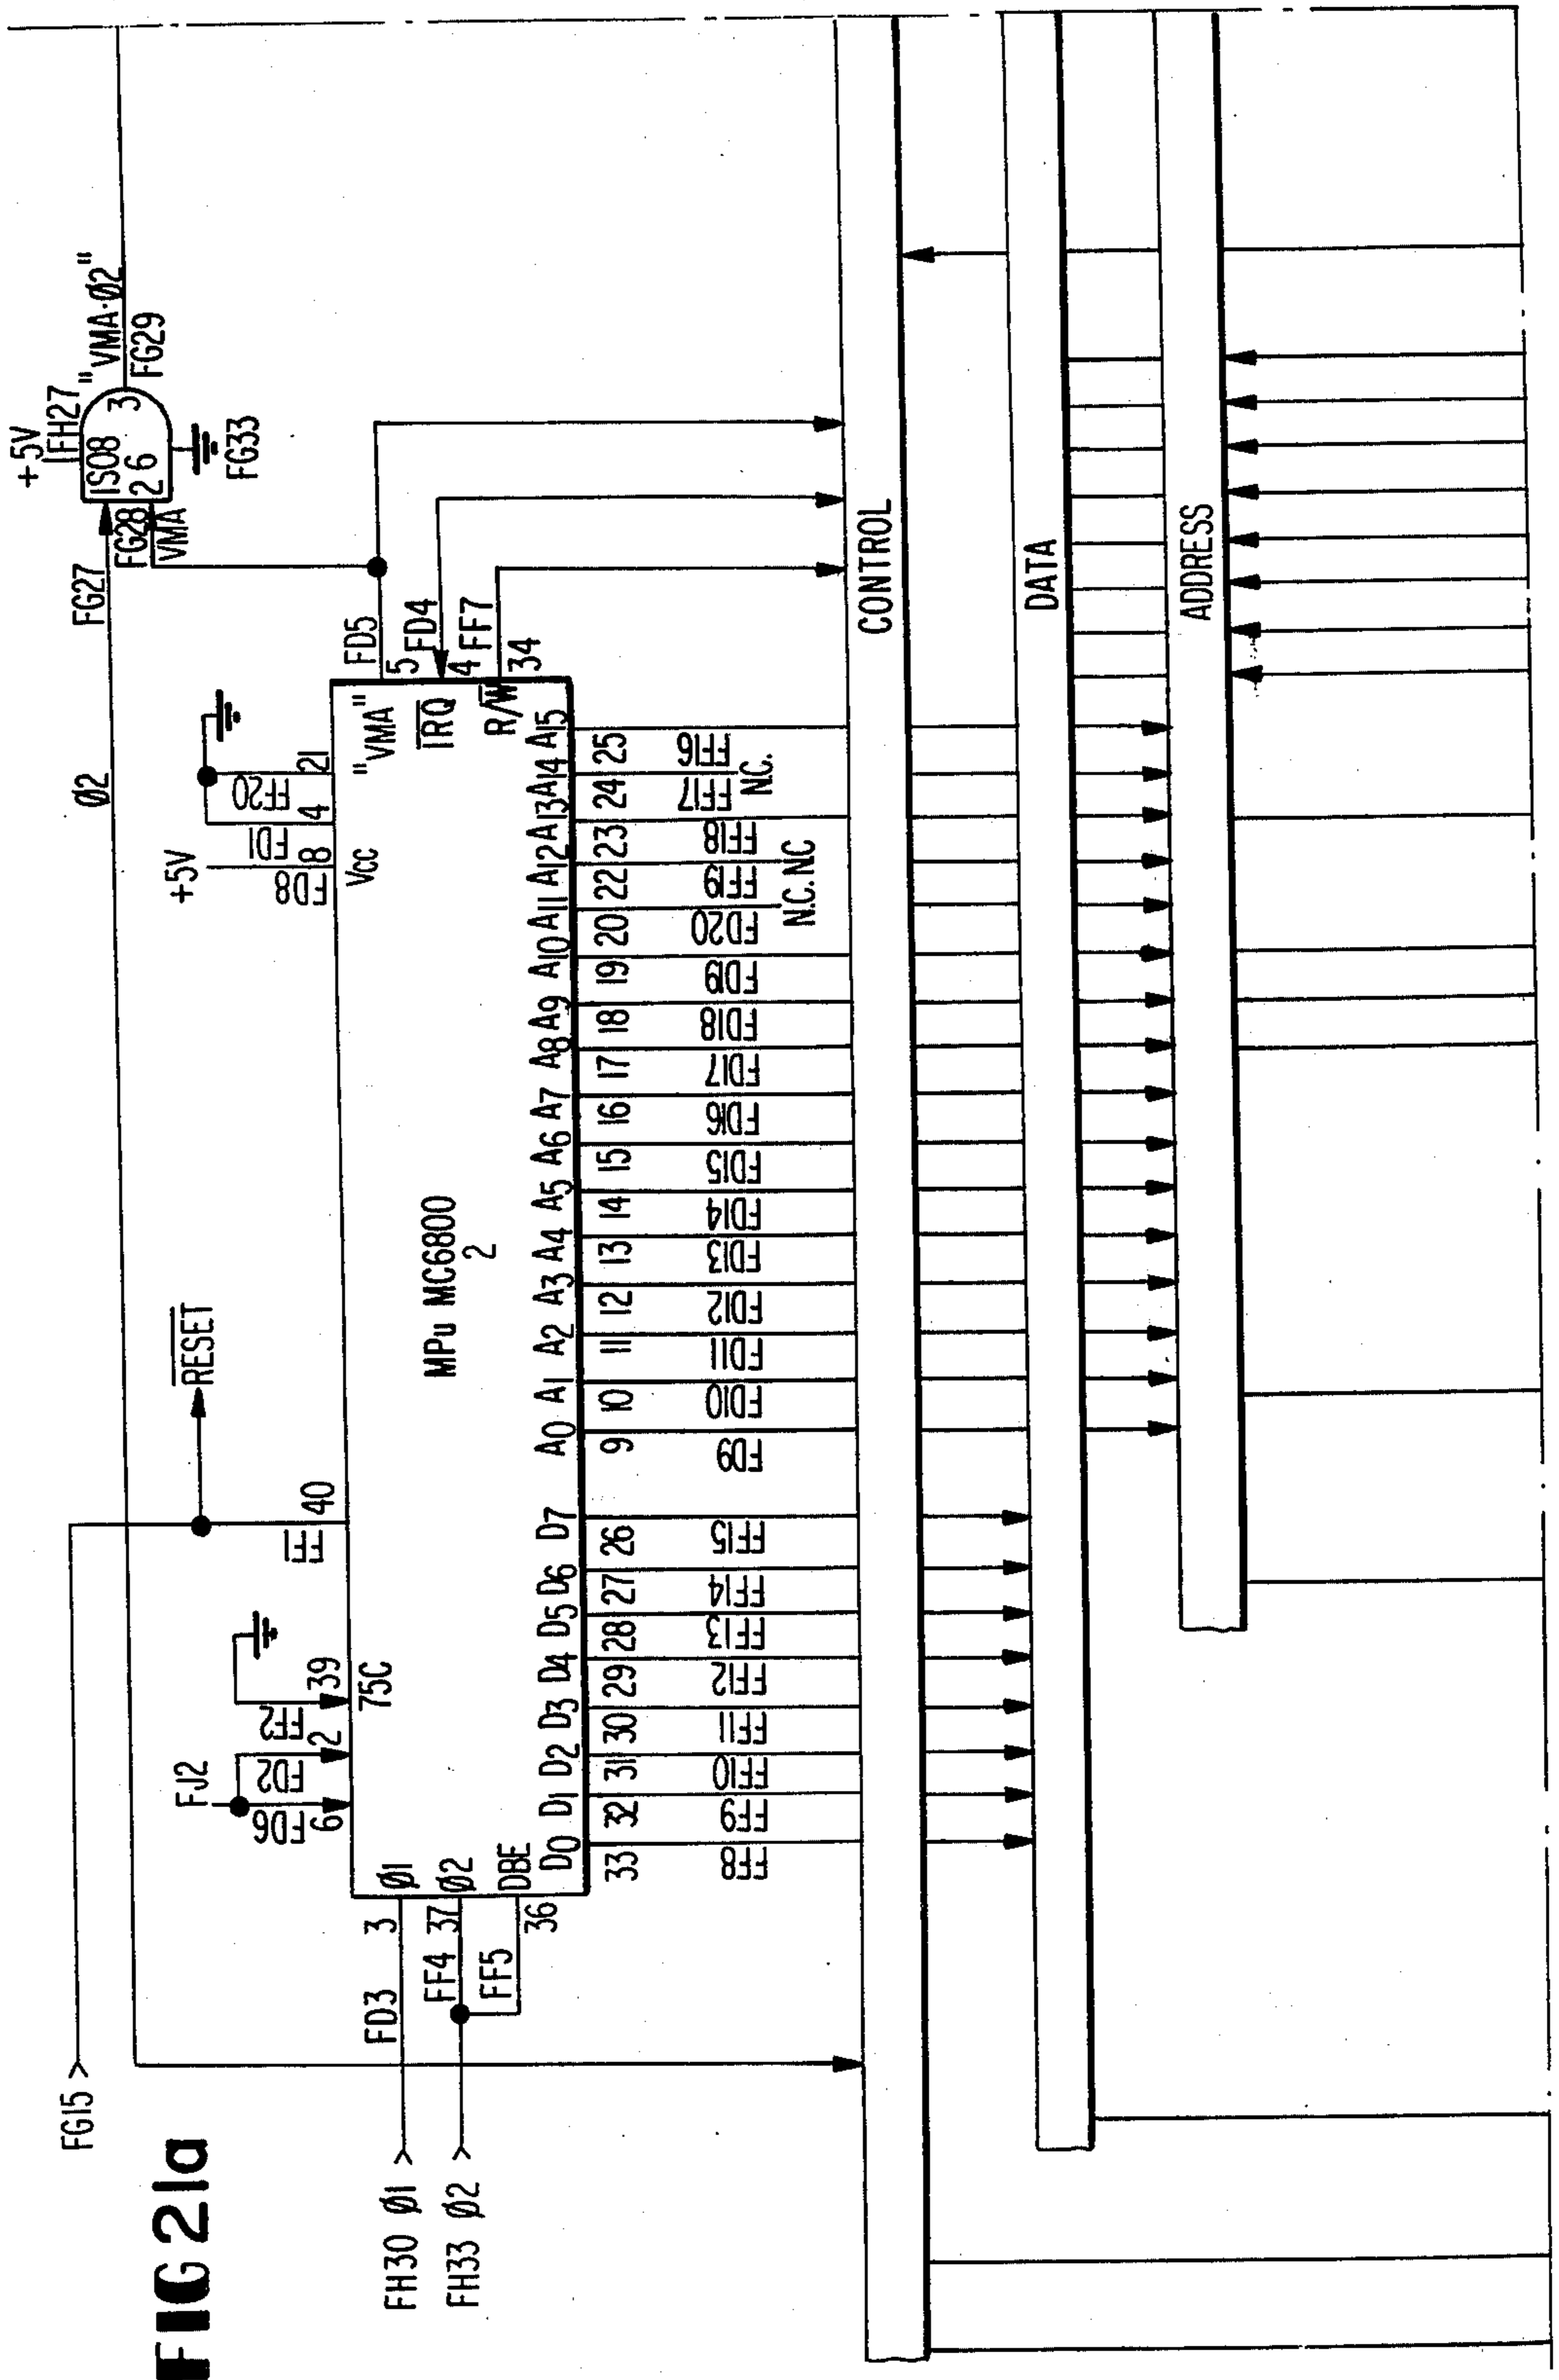 FIG 21a
FG15
FH30 Ø1
FH33 Ø2
Ø2
FG27
FG28
VMA
+5V
FH27
1S08
2 6
3
"VMA·Ø2"
FG29
FG33
RESET
FF1
40
FJ2
FD6
6
FD2
2
FF2
39
75C
+5V
FD8
8
Vcc
FD1
4
FF20
21
FD3
3
Ø1
FF4
37
Ø2
FF5
36
DBE
MPu MC6800
2
"VMA"
5
FD5
IRQ
4
FD4
R/W
34
FF7
D0 D1 D2 D3 D4 D5 D6 D7 A0 A1 A2 A3 A4 A5 A6 A7 A8 A9 A10 A11 A12 A13 A14 A15
33 32 31 30 29 28 27 26 9 10 11 12 13 14 15 16 17 18 19 20 22 23 24 25
FF8 FF9 FF10 FF11 FF12 FF13 FF14 FF15 FD9 FD10 FD11 FD12 FD13 FD14 FD15 FD16 FD17 FD18 FD19 FD20 FF19 FF18 FF17 FF16
N.C. N.C N.C.
CONTROL
DATA
ADDRESS